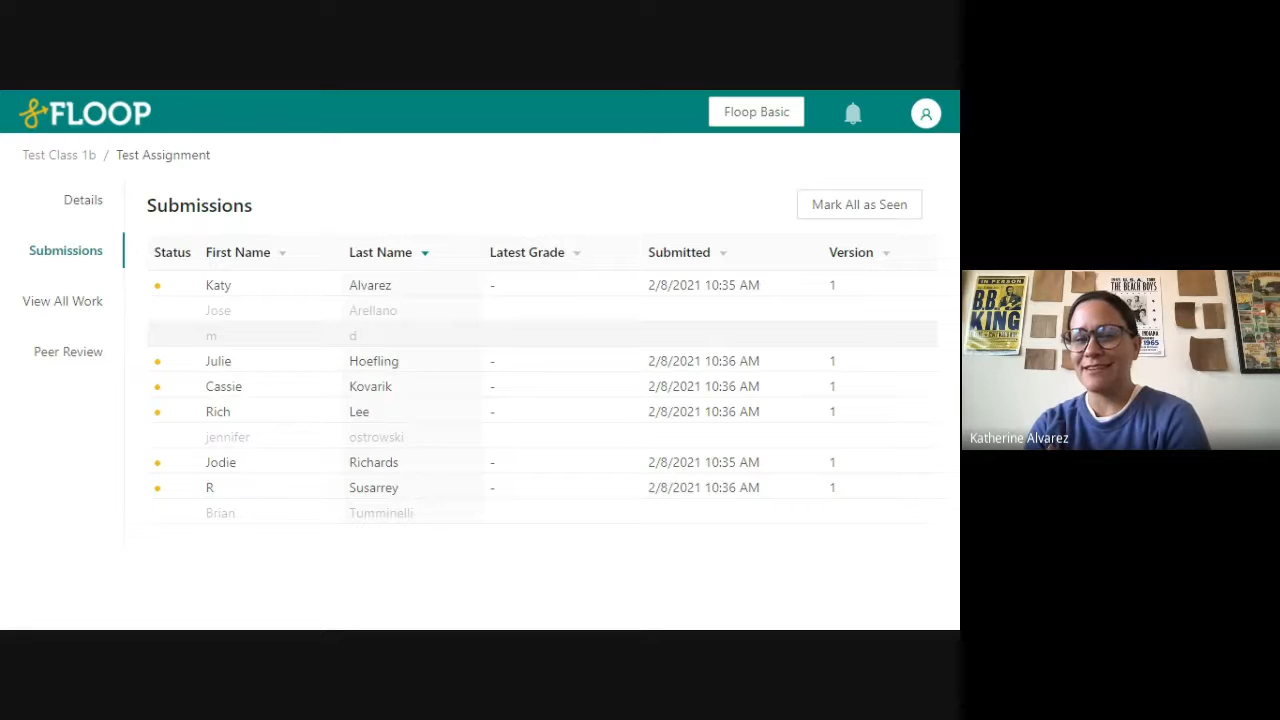 FLOOP
Floop Basic
Test Class 1b / Test Assignment
Details
Submissions
View All Work
Peer Review
Submissions
Mark All as Seen
Status First Name Last Name Latest Grade Submitted Version
Katy Alvarez - 2/8/2021 10:35 AM 1
Jose Arellano
m d
Julie Hoefling - 2/8/2021 10:36 AM 1
Cassie Kovarik - 2/8/2021 10:36 AM 1
Rich Lee - 2/8/2021 10:36 AM 1
jennifer ostrowski
Jodie Richards - 2/8/2021 10:35 AM 1
R Susarrey - 2/8/2021 10:36 AM 1
Brian Tumminelli
IN PERSON
B.B.
KING
THE BEACH BOYS
INDIANA
1965
Katherine Alvarez